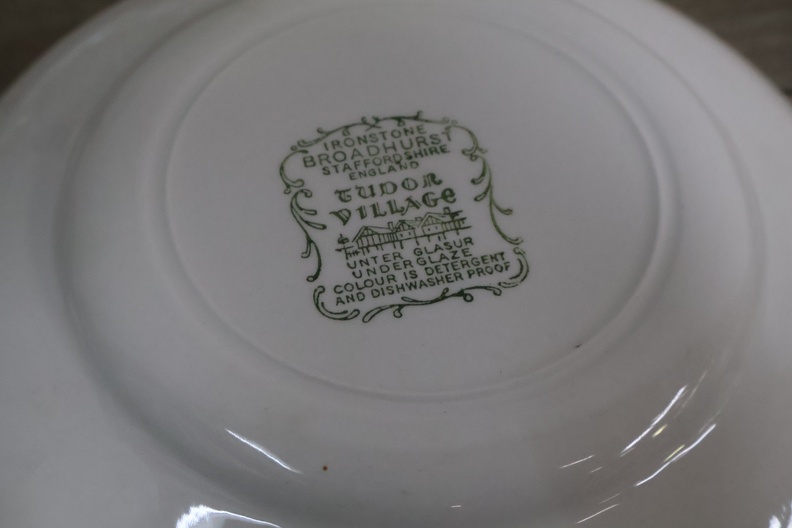 IRONSTONE
BROADHURST
STAFFORDSHIRE
ENGLAND
TUDOR
VILLAGE
UNTER GLASUR
UNDERGLAZE
COLOUR IS DETERGENT
AND DISHWASHER PROOF